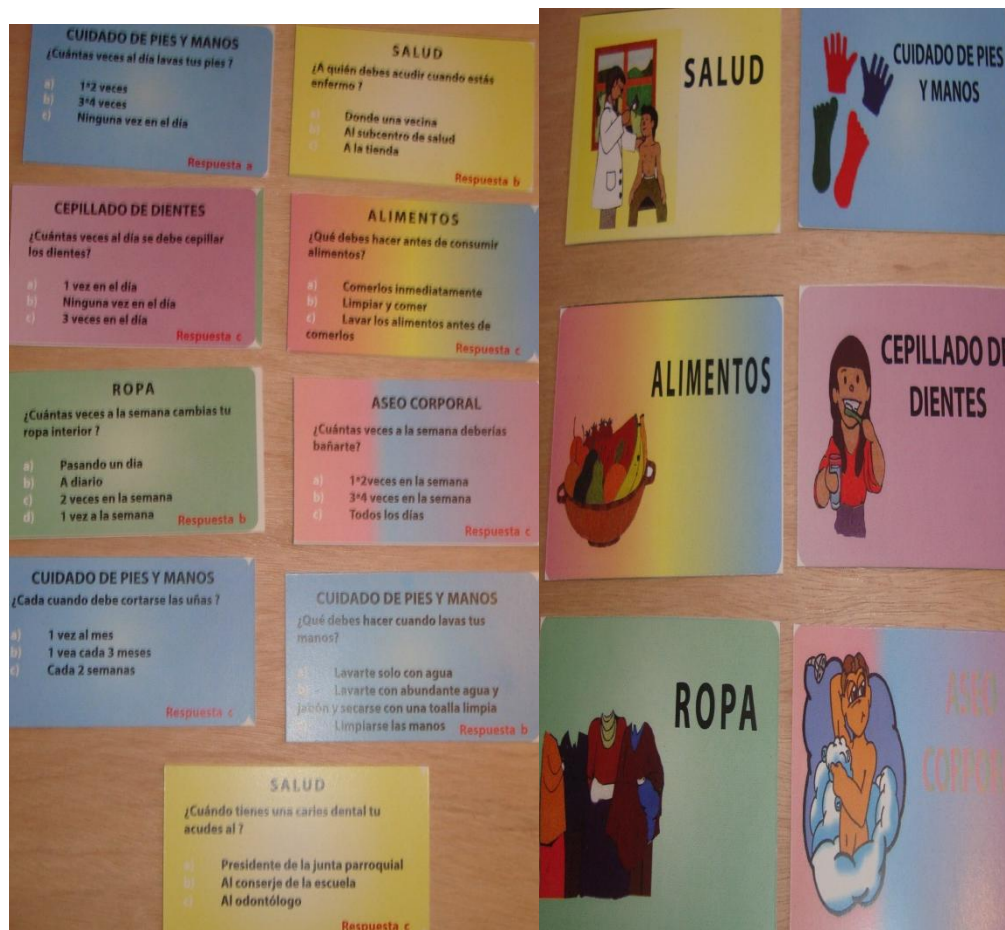 CUIDADO DE PIES Y MANOS
¿Cuántas veces al día lavas tus pies ?
a) 1*2 veces
b) 3*4 veces
c) Ninguna vez en el día
Respuesta a
SALUD
¿A quién debes acudir cuando estás
enfermo ?
a) Donde una vecina
b) Al subcentro de salud
c) A la tienda
Respuesta b
CEPILLADO DE DIENTES
¿Cuántas veces al día se debe cepillar
los dientes?
a) 1 vez en el día
b) Ninguna vez en el día
c) 3 veces en el día
Respuesta c
ALIMENTOS
¿Qué debes hacer antes de consumir
alimentos?
a) Comerlos inmediatamente
b) Limpiar y comer
c) Lavar los alimentos antes de
comerlos
Respuesta c
ROPA
¿Cuántas veces a la semana cambias tu
ropa interior ?
a) Pasando un dia
b) A diario
c) 2 veces en la semana
d) 1 vez a la semana
Respuesta b
ASEO CORPORAL
¿Cuántas veces a la semana deberías
bañarte?
a) 1*2veces en la semana
b) 3*4 veces en la semana
c) Todos los días
Respuesta c
CUIDADO DE PIES Y MANOS
¿Cada cuando debe cortarse las uñas ?
a) 1 vez al mes
b) 1 vea cada 3 meses
c) Cada 2 semanas
Respuesta c
CUIDADO DE PIES Y MANOS
¿Qué debes hacer cuando lavas tus
manos?
a) Lavarte solo con agua
b) Lavarte con abundante agua y
jabón y secarse con una toalla limpia
c) Limpiarse las manos
Respuesta b
SALUD
¿Cuándo tienes una caries dental tu
acudes al ?
a) Presidente de la junta parroquial
b) Al conserje de la escuela
c) Al odontólogo
Respuesta c
SALUD
CUIDADO DE PIES
Y MANOS
ALIMENTOS
CEPILLADO DE
DIENTES
ROPA
ASEO
CORPOR